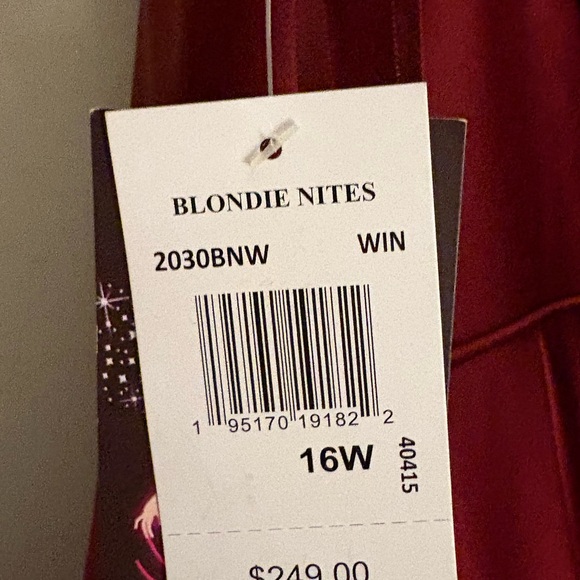 BLONDIE NITES
2030BNW WIN
1 95170 19182 2
16W
40415
$249.00